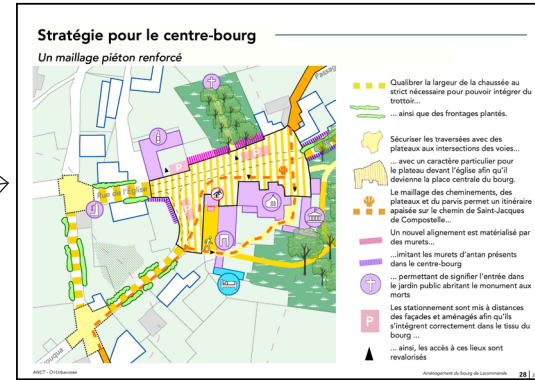 Stratégie pour le centre-bourg
Un maillage piéton renforcé
Passag
Rue de l'Église
P
P
ouqua
Qualibrer la largeur de la chaussée au
strict nécessaire pour pouvoir intégrer du
trottoir...
... ainsi que des frontages plantés.
Sécuriser les traversées avec des
plateaux aux intersections des voies...
... avec un caractère particulier pour
le plateau devant l'église afin qu'il
devienne la place centrale du bourg.
Le maillage des cheminements, des
plateaux et du parvis permet un itinéraire
apaisée sur le chemin de Saint-Jacques
de Compostelle...
Un nouvel alignement est matérialisé par
des murets...
...imitant les murets d'antan présents
dans le centre-bourg
... permettant de signifier l'entrée dans
le jardin public abritant le monument aux
morts
P
Les stationnement sont mis à distances
des façades et aménagés afin qu'ils
s'intégrent correctement dans le tissu du
bourg ...
... ainsi, les accès à ces lieux sont
revalorisés
ANCT - O+Urbanistes
Aménagement du bourg de Lacommande 28